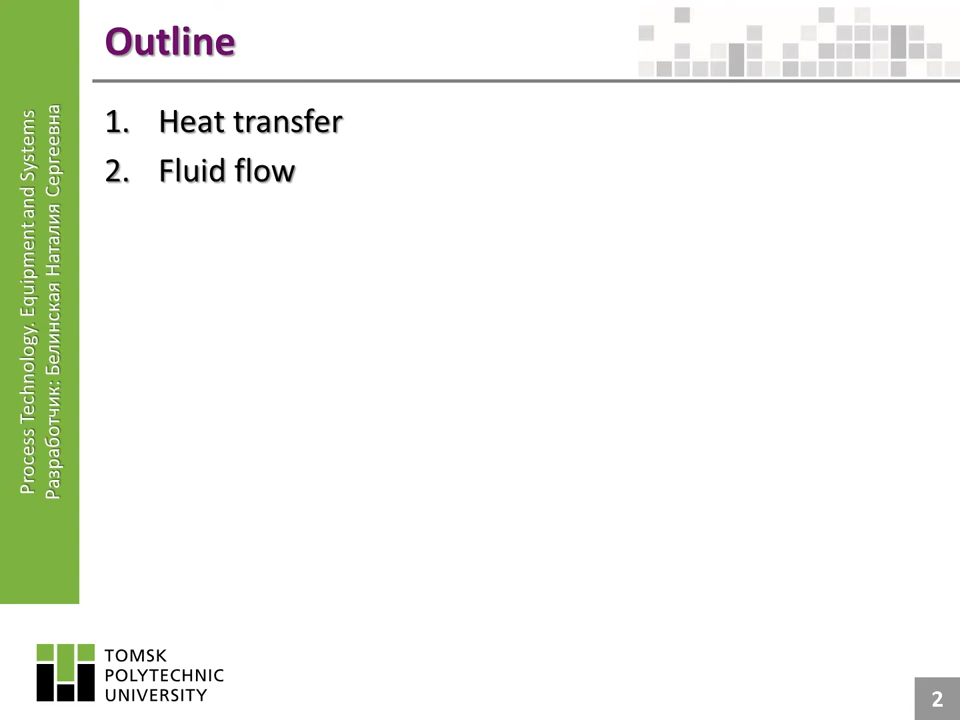 Outline
1. Heat transfer
2. Fluid flow
Process Technology. Equipment and Systems
Разработчик: Белинская Наталия Сергеевна
TOMSK
POLYTECHNIC
UNIVERSITY
2